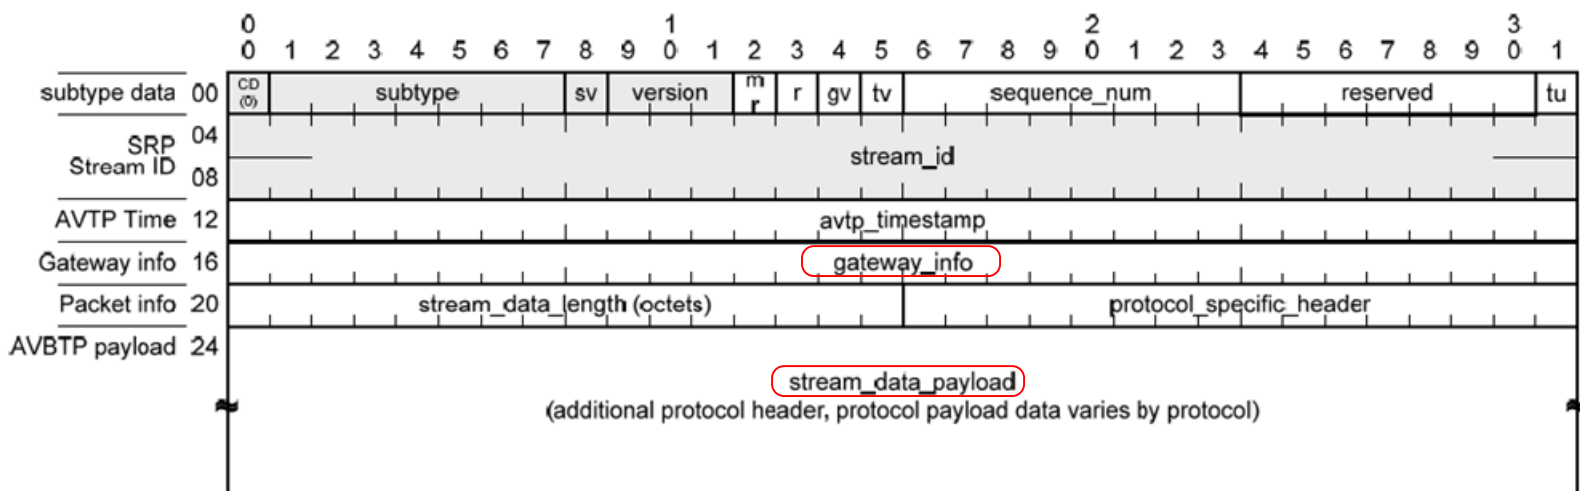 0 1 2 3
0 1 2 3 4 5 6 7 8 9 0 1 2 3 4 5 6 7 8 9 0 1 2 3 4 5 6 7 8 9 0 1
subtype data 00 CD (0) subtype sv version mr r gv tv sequence_num reserved tu
04
SRP
Stream ID stream_id
08
AVTP Time 12 avtp_timestamp
Gateway info 16 gateway_info
Packet info 20 stream_data_length (octets) protocol_specific_header
AVBTP payload 24
stream_data_payload
(additional protocol header, protocol payload data varies by protocol)